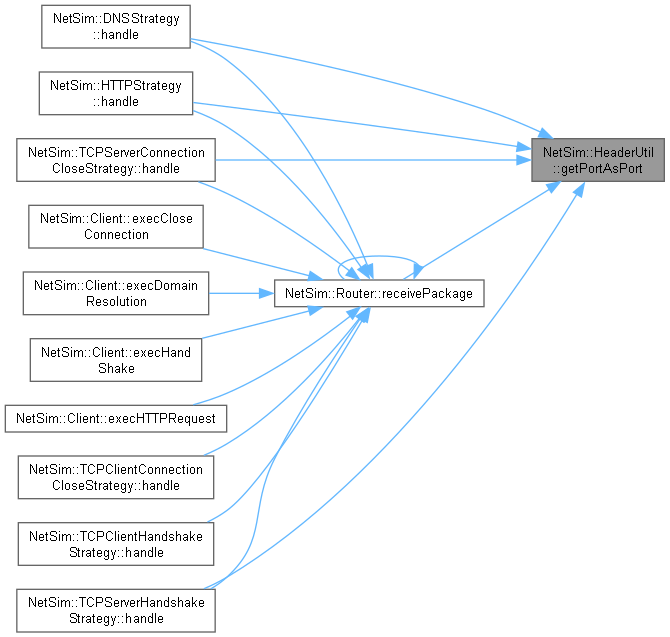 NetSim::DNSStrategy
::handle
NetSim::HTTPStrategy
::handle
NetSim::TCPServerConnection
CloseStrategy::handle
NetSim::HeaderUtil
::getPortAsPort
NetSim::Client::execClose
Connection
NetSim::Client::execDomain
Resolution
NetSim::Router::receivePackage
NetSim::Client::execHand
Shake
NetSim::Client::execHTTPRequest
NetSim::TCPClientConnection
CloseStrategy::handle
NetSim::TCPClientHandshake
Strategy::handle
NetSim::TCPServerHandshake
Strategy::handle